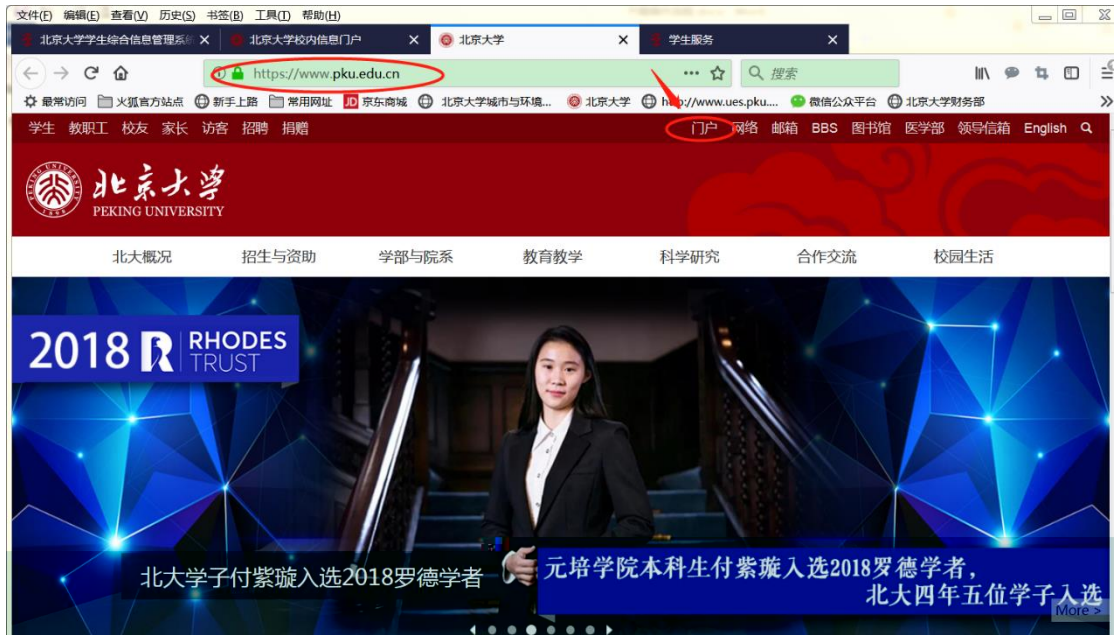 文件(F) 编辑(E) 查看(V) 历史(S) 书签(B) 工具(T) 帮助(H)
北京大学学生综合信息管理系统 北京大学校内信息门户 北京大学 学生服务
https://www.pku.edu.cn 搜索
最常访问 火狐官方站点 新手上路 常用网址 JD 京东商城 北京大学城市与环境... 北京大学 http://www.ues.pku.... 微信公众平台 北京大学财务部
学生 教职工 校友 家长 访客 招聘 捐赠 门户 网络 邮箱 BBS 图书馆 医学部 领导信箱 English
北京大学
PEKING UNIVERSITY
北大概况 招生与资助 学部与院系 教育教学 科学研究 合作交流 校园生活
2018 R RHODES
TRUST
北大学子付紫璇入选2018罗德学者
元培学院本科生付紫璇入选2018罗德学者,
北大四年五位学子入选
More >